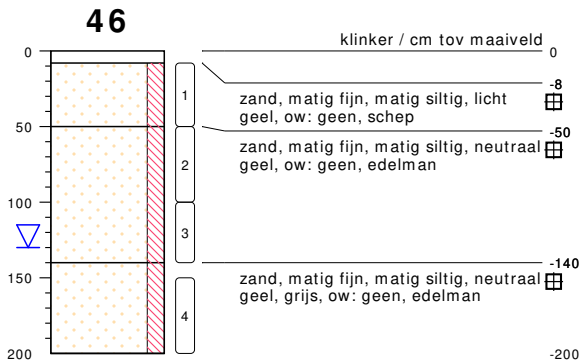 46
klinker / cm tov maaiveld
0
0
-8
1
zand, matig fijn, matig siltig, licht
geel, ow: geen, schep
50
-50
zand, matig fijn, matig siltig, neutraal
geel, ow: geen, edelman
2
100
3
-140
150
zand, matig fijn, matig siltig, neutraal
geel, grijs, ow: geen, edelman
4
200
-200